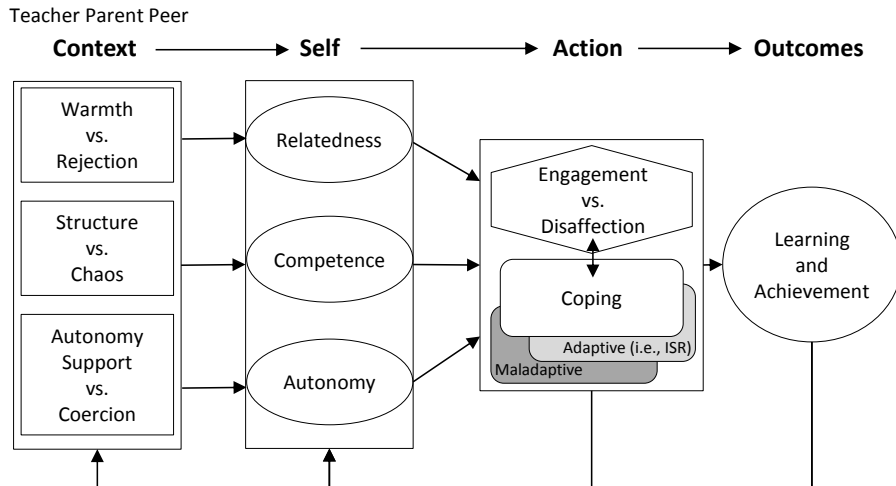 Teacher Parent Peer
Context
Self
Action
Outcomes
Warmth
vs.
Rejection
Structure
vs.
Chaos
Autonomy
Support
vs.
Coercion
Relatedness
Competence
Autonomy
Engagement
vs.
Disaffection
Coping
Adaptive (i.e., ISR)
Maladaptive
Learning
and
Achievement